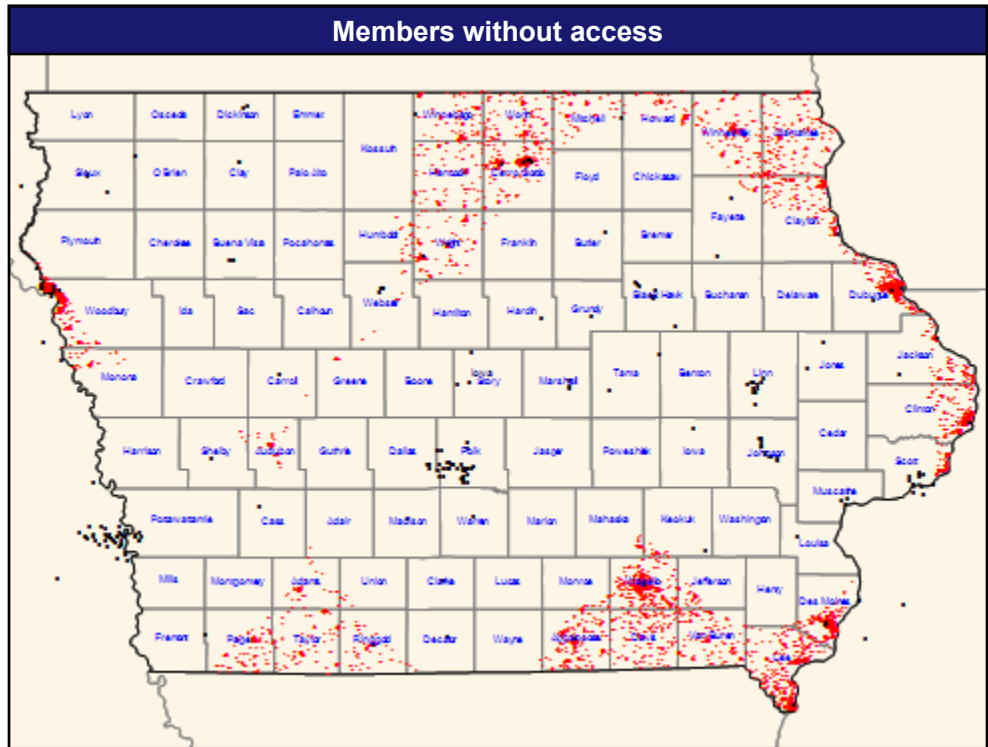 Members without access
Lyon Osceola Dickinson Emmet
Kossuth
Winnebago Worth Mitchell Howard Winneshiek Allamakee
Sioux O'Brien Clay Palo Alto
Hancock Cerro Gordo Floyd Chickasaw
Fayette Clayton
Plymouth Cherokee Buena Vista Pocahontas
Humboldt Wright Franklin Butler Bremer
Woodbury Ida Sac Calhoun
Webster Hamilton Hardin Grundy
Black Hawk Buchanan Delaware Dubuque
Monona Crawford Carroll Greene Boone Story Marshall
Iowa
Tama Benton Linn Jones Jackson
Clinton
Harrison Shelby Audubon Guthrie Dallas Polk Jasper
Poweshiek Iowa Johnson Cedar Scott
Muscatine
Pottawattamie Cass Adair Madison Warren Marion Mahaska Keokuk Washington
Louisa
Mills Montgomery Adams Union Clarke Lucas Monroe Wapello Jefferson Henry
Des Moines
Fremont Page Taylor Ringgold Decatur Wayne Appanoose Davis Van Buren
Lee